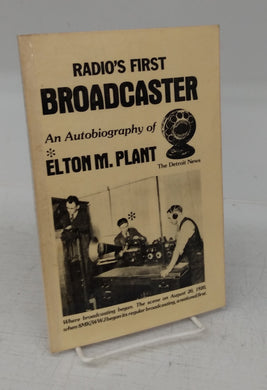 RADIO'S FIRST
BROADCASTER
An Autobiography of
* ELTON M. PLANT
The Detroit News
*
Where broadcasting began. The scene on August 20, 1920,
when 8MK/WWJ began its regular broadcasting, a national first.